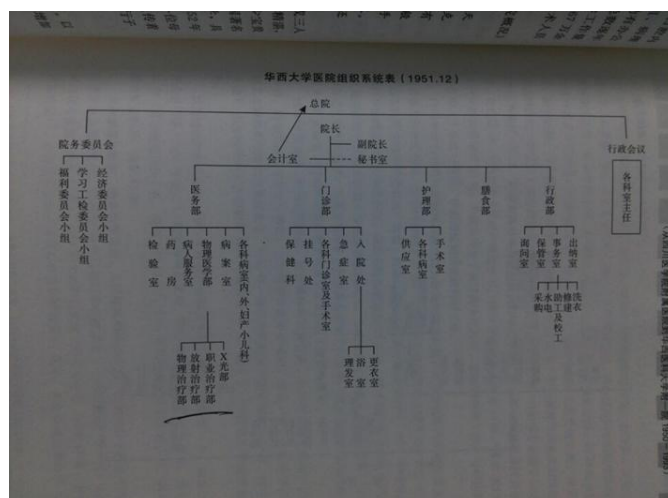 华西大学医院组织系统表（1951.12）
总院
院务委员会
院长
行政会议
副院长
会计室
秘书室
各科室主任
福利委员会小组
学习工检委员会小组
经济委员会小组
医务部
门诊部
护理部
膳食部
行政部
检验室
药房
病人服务室
物理医学部
病案室
各科病室（内、外、妇产小儿科）
保健科
挂号处
各科门诊室及手术室
急症室
入院处
供应室
各科病室
手术室
询问室
保管室
事务室
出纳室
采购
水电
助工及校工
修建
洗衣
物理治疗部
放射治疗部
职业治疗部
X光部
理发室
浴室
更衣室